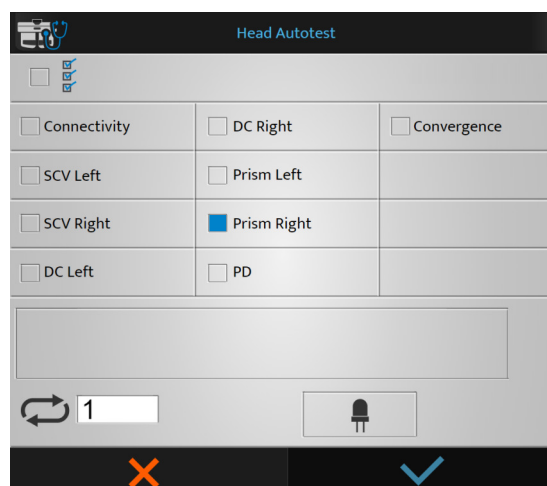 Head Autotest
Connectivity
DC Right
Convergence
SCV Left
Prism Left
SCV Right
Prism Right
DC Left
PD
1